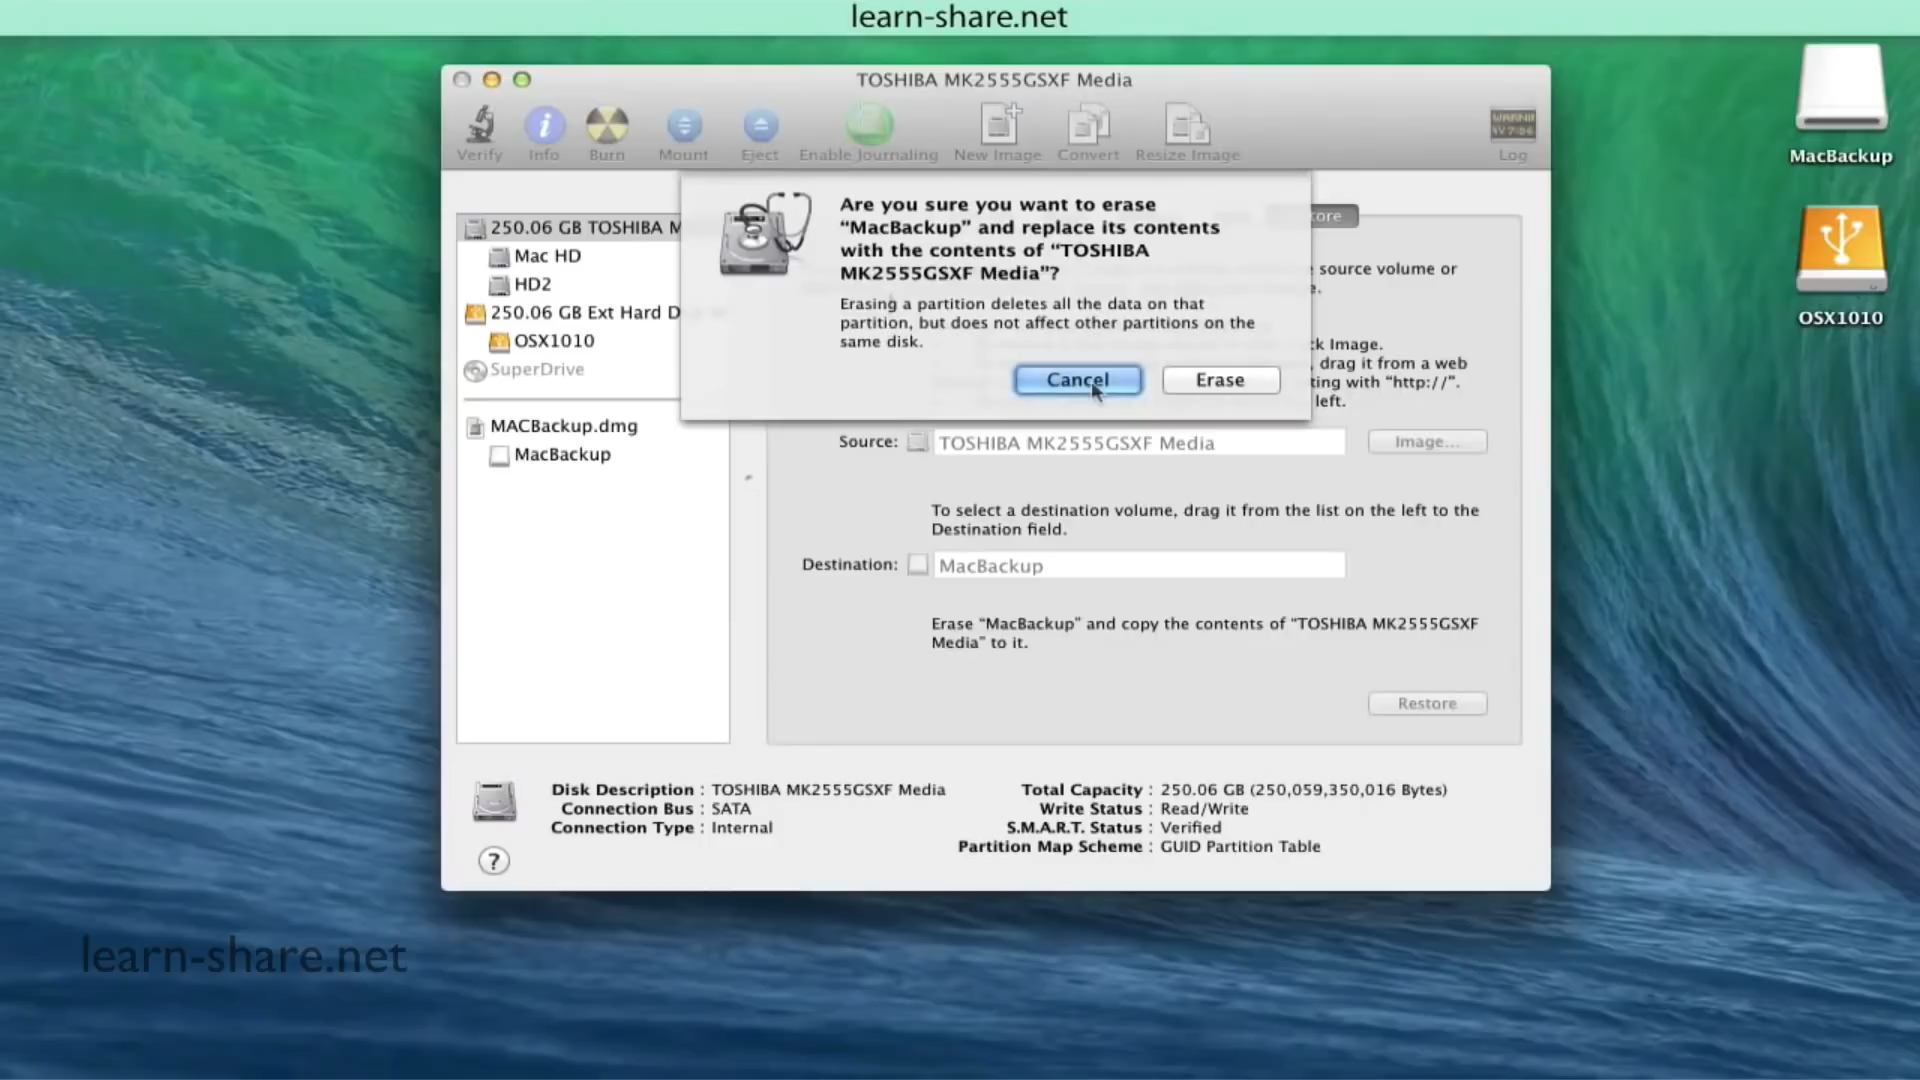 learn-share.net
TOSHIBA MK2555GSXF Media
Verify
Info
Burn
Mount
Eject
Enable Journaling
New Image
Convert
Resize Image
Log
MacBackup
OSX1010
250.06 GB TOSHIBA M
Mac HD
HD2
250.06 GB Ext Hard D
OSX1010
SuperDrive
MACBackup.dmg
MacBackup
Are you sure you want to erase
“MacBackup” and replace its contents
with the contents of “TOSHIBA
MK2555GSXF Media”?
Erasing a partition deletes all the data on that
partition, but does not affect other partitions on the
same disk.
Cancel
Erase
ore
source volume or
ck Image.
, drag it from a web
ting with “http://”.
left.
Source:
TOSHIBA MK2555GSXF Media
Image...
To select a destination volume, drag it from the list on the left to the
Destination field.
Destination:
MacBackup
Erase “MacBackup” and copy the contents of “TOSHIBA MK2555GSXF
Media” to it.
Restore
Disk Description : TOSHIBA MK2555GSXF Media
Connection Bus : SATA
Connection Type : Internal
Total Capacity : 250.06 GB (250,059,350,016 Bytes)
Write Status : Read/Write
S.M.A.R.T. Status : Verified
Partition Map Scheme : GUID Partition Table
?
learn-share.net